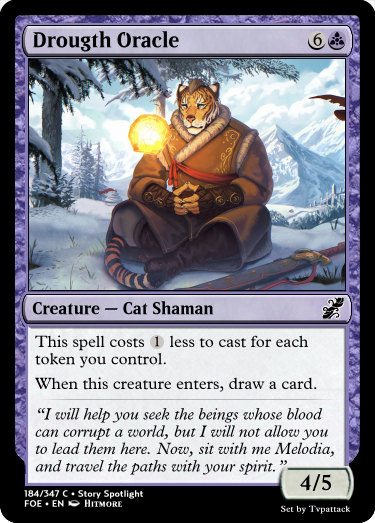 Drougth Oracle 6
Creature — Cat Shaman
This spell costs 1 less to cast for each
token you control.
When this creature enters, draw a card.
“I will help you seek the beings whose blood
can corrupt a world, but I will not allow you
to lead them here. Now, sit with me Melodia,
and travel the paths with your spirit.”
4/5
184/347 C • Story Spotlight
FOE • EN Hitmore
Set by Tvpattack